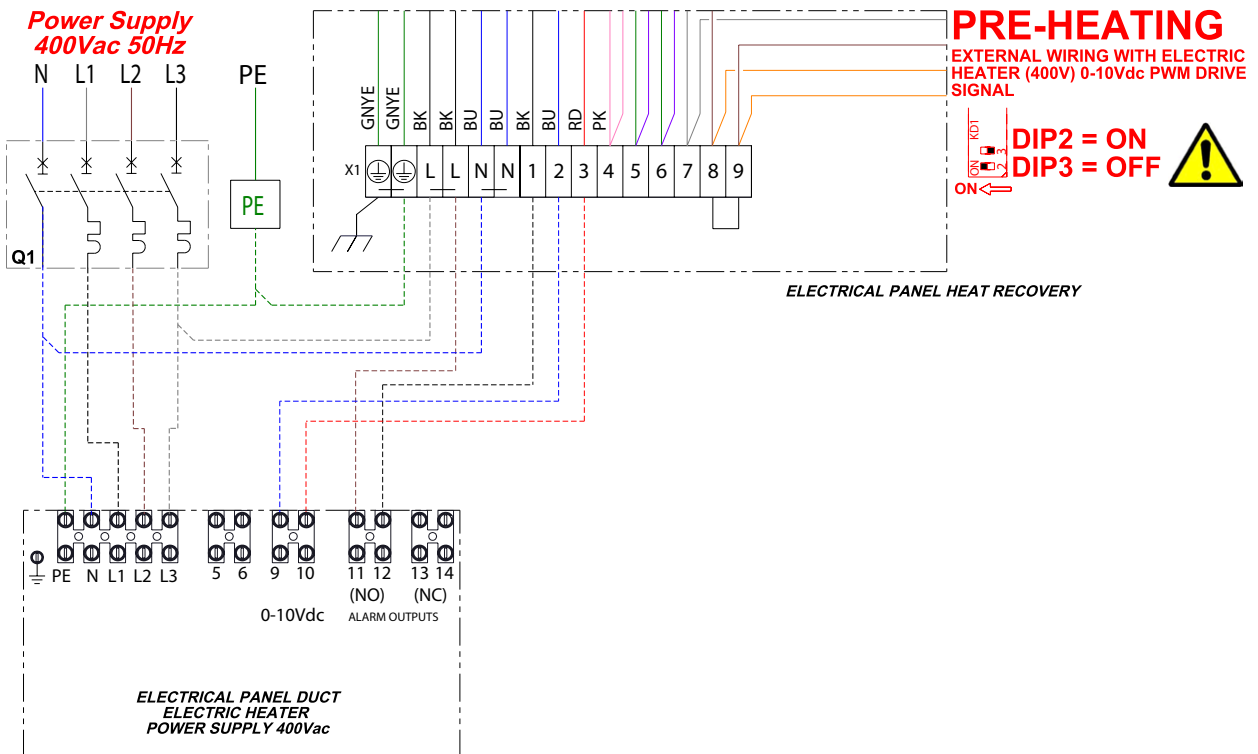 Power Supply
400Vac 50Hz
N L1 L2 L3 PE
PRE-HEATING
EXTERNAL WIRING WITH ELECTRIC
HEATER (400V) 0-10Vdc PWM DRIVE
SIGNAL
GNYE GNYE BK BK BU BU BK BU RD PK
KD1
3
ON 2
ON
DIP2 = ON
DIP3 = OFF
X1 L L N N 1 2 3 4 5 6 7 8 9
PE
Q1
ELECTRICAL PANEL HEAT RECOVERY
PE N L1 L2 L3 5 6 9 10 11 12 13 14
(NO) (NC)
0-10Vdc ALARM OUTPUTS
ELECTRICAL PANEL DUCT
ELECTRIC HEATER
POWER SUPPLY 400Vac